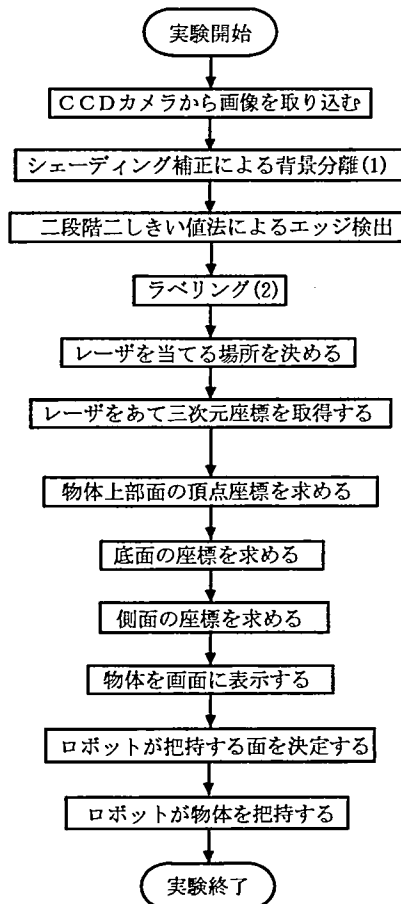 実験開始
CCDカメラから画像を取り込む
シェーディング補正による背景分離(1)
二段階二しきい値法によるエッジ検出
ラベリング(2)
レーザを当てる場所を決める
レーザをあて三次元座標を取得する
物体上部面の頂点座標を求める
底面の座標を求める
側面の座標を求める
物体を画面に表示する
ロボットが把持する面を決定する
ロボットが物体を把持する
実験終了